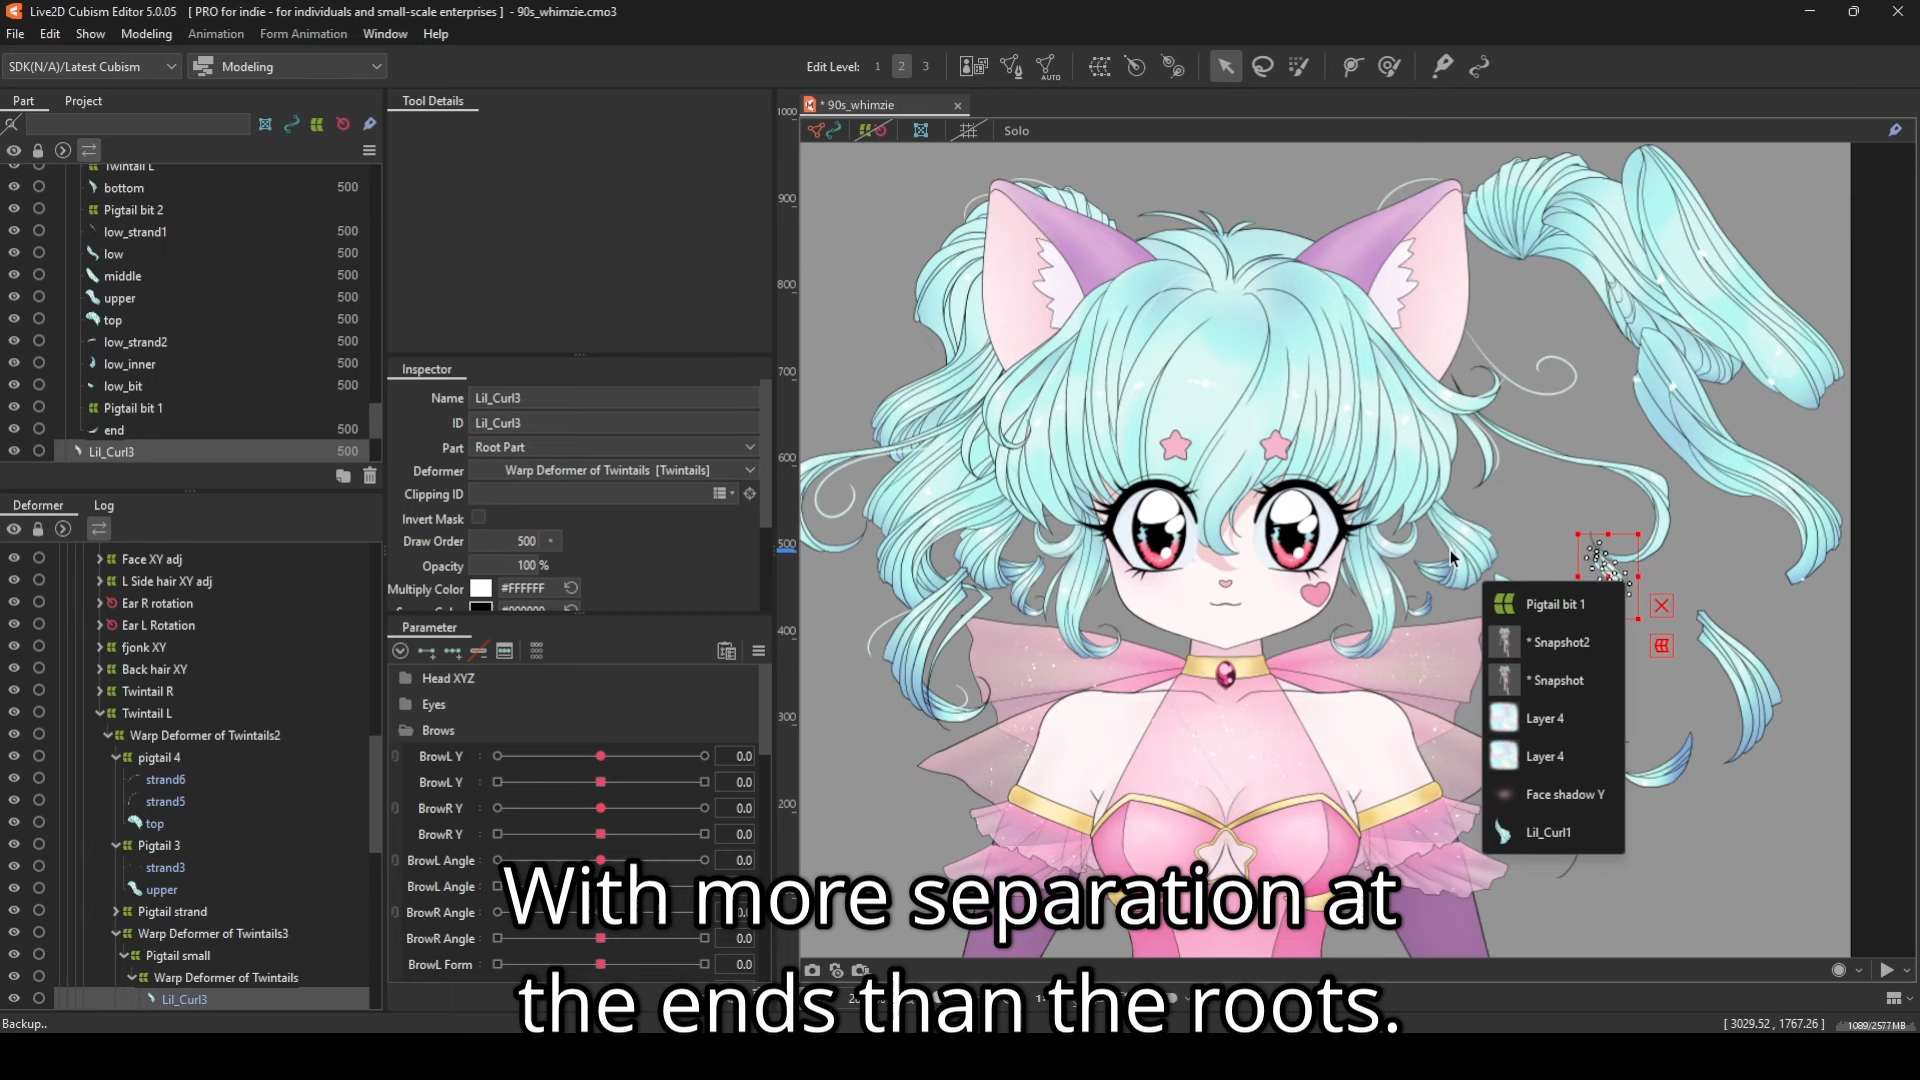 Live2D Cubism Editor 5.0.05 [ PRO for indie - for individuals and small-scale enterprises ] - 90s_whimzie.cmo3
File Edit Show Modeling Animation Form Animation Window Help
SDK(N/A)/Latest Cubism Modeling Edit Level: 1 2 3 AUTO
Part Project
Tool Details
* 90s_whimzie
Solo
Twintail L
bottom 500
Pigtail bit 2
low_strand1 500
low 500
middle 500
upper 500
top 500
low_strand2 500
low_inner 500
low_bit 500
Pigtail bit 1
end 500
Lil_Curl3 500
Inspector
Name Lil_Curl3
ID Lil_Curl3
Part Root Part
Deformer Warp Deformer of Twintails [Twintails]
Clipping ID
Invert Mask
Draw Order 500
Opacity 100 %
Multiply Color #FFFFFF
Deformer Log
Face XY adj
L Side hair XY adj
Ear R rotation
Ear L Rotation
fjonk XY
Back hair XY
Twintail R
Twintail L
Warp Deformer of Twintails2
pigtail 4
strand6
strand5
top
Pigtail 3
strand3
upper
Pigtail strand
Warp Deformer of Twintails3
Pigtail small
Warp Deformer of Twintails
Lil_Curl3
Parameter
Head XYZ
Eyes
Brows
BrowL Y : 0.0
BrowL Y : 0.0
BrowR Y : 0.0
BrowR Y : 0.0
BrowL Angle : 0.0
BrowL Angle :
BrowR Angle :
BrowR Angle : 0.0
BrowL Form : 0.0
1000
900
800
700
600
500
400
300
200
Pigtail bit 1
* Snapshot2
* Snapshot
Layer 4
Layer 4
Face shadow Y
Lil_Curl1
With more separation at
the ends than the roots.
Backup..
[ 3029.52 , 1767.26 ] 1089/2577MB